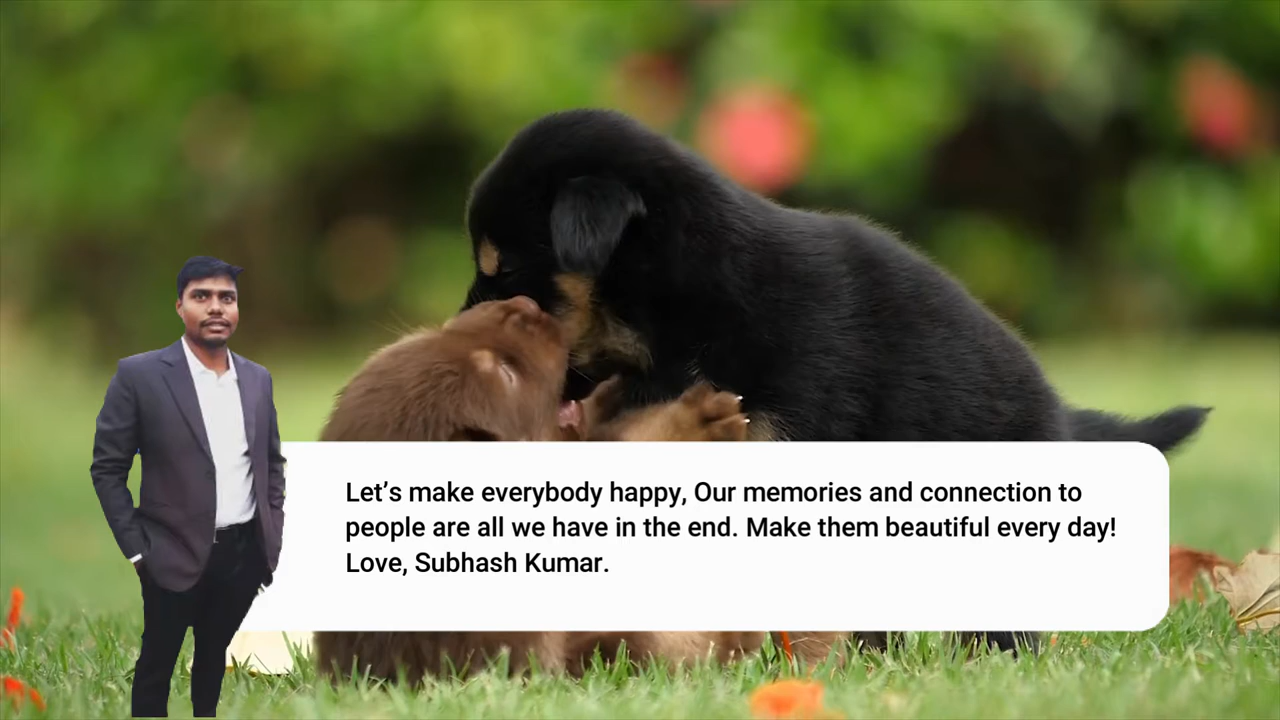 Let’s make everybody happy, Our memories and connection to
people are all we have in the end. Make them beautiful every day!
Love, Subhash Kumar.